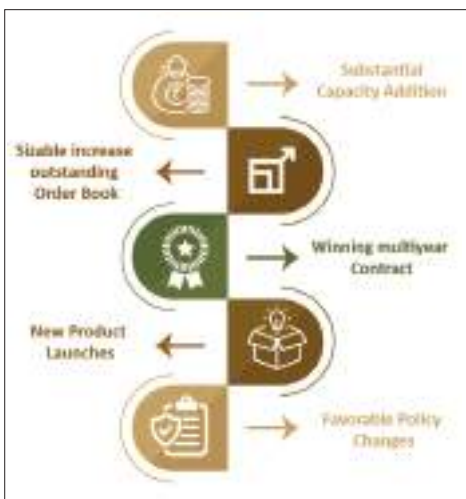 Substantial
Capacity Addition
Sizable increase
outstanding
Order Book
Winning multiyear
Contract
New Product
Launches
Favorable Policy
Changes